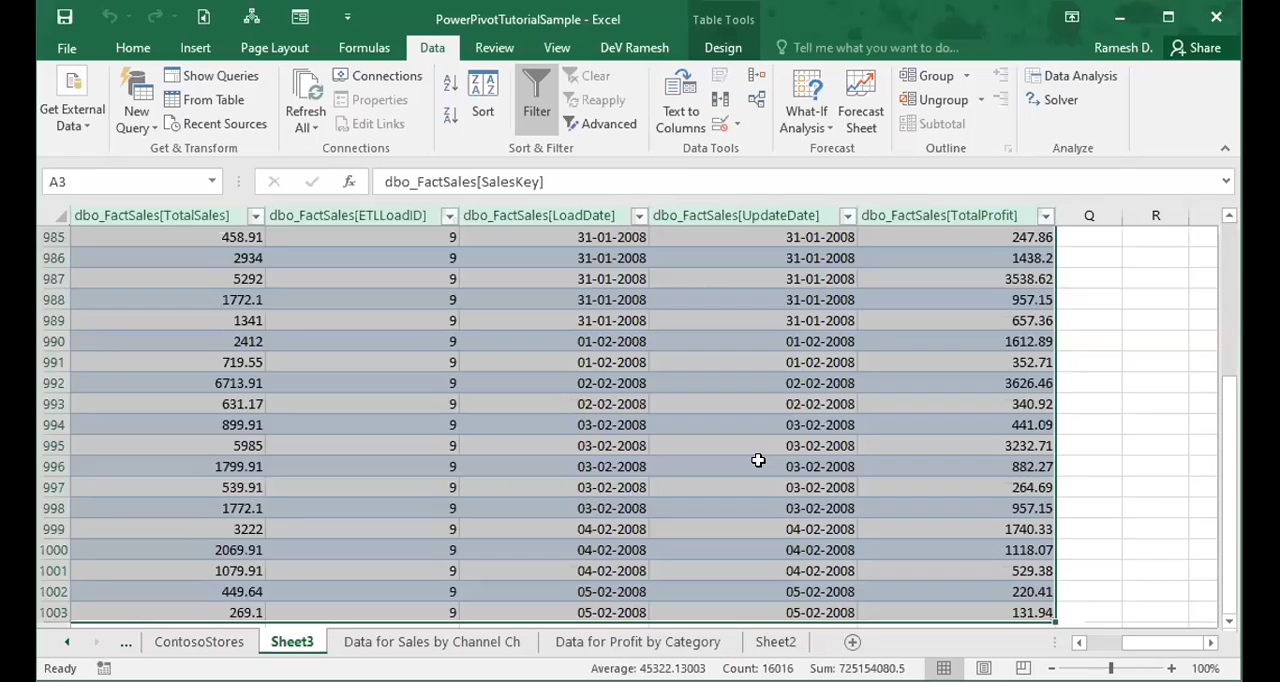 PowerPivotTutorialSample - Excel
Table Tools
File Home Insert Page Layout Formulas Data Review View DeV Ramesh Design Tell me what you want to do... Ramesh D. Share
Get External Data
New Query
Show Queries
From Table
Recent Sources
Get & Transform
Refresh All
Connections
Properties
Edit Links
Connections
Sort
Filter
Clear
Reapply
Advanced
Sort & Filter
Text to Columns
Data Tools
What-If Analysis
Forecast Sheet
Forecast
Group
Ungroup
Subtotal
Outline
Data Analysis
Solver
Analyze
A3 fx dbo_FactSales[SalesKey]
dbo_FactSales[TotalSales] dbo_FactSales[ETLLoadID] dbo_FactSales[LoadDate] dbo_FactSales[UpdateDate] dbo_FactSales[TotalProfit] Q R
985 458.91 9 31-01-2008 31-01-2008 247.86
986 2934 9 31-01-2008 31-01-2008 1438.2
987 5292 9 31-01-2008 31-01-2008 3538.62
988 1772.1 9 31-01-2008 31-01-2008 957.15
989 1341 9 31-01-2008 31-01-2008 657.36
990 2412 9 01-02-2008 01-02-2008 1612.89
991 719.55 9 01-02-2008 01-02-2008 352.71
992 6713.91 9 02-02-2008 02-02-2008 3626.46
993 631.17 9 02-02-2008 02-02-2008 340.92
994 899.91 9 03-02-2008 03-02-2008 441.09
995 5985 9 03-02-2008 03-02-2008 3232.71
996 1799.91 9 03-02-2008 03-02-2008 882.27
997 539.91 9 03-02-2008 03-02-2008 264.69
998 1772.1 9 03-02-2008 03-02-2008 957.15
999 3222 9 04-02-2008 04-02-2008 1740.33
1000 2069.91 9 04-02-2008 04-02-2008 1118.07
1001 1079.91 9 04-02-2008 04-02-2008 529.38
1002 449.64 9 05-02-2008 05-02-2008 220.41
1003 269.1 9 05-02-2008 05-02-2008 131.94
... ContosoStores Sheet3 Data for Sales by Channel Ch Data for Profit by Category Sheet2
Ready Average: 45322.13003 Count: 16016 Sum: 725154080.5 100%